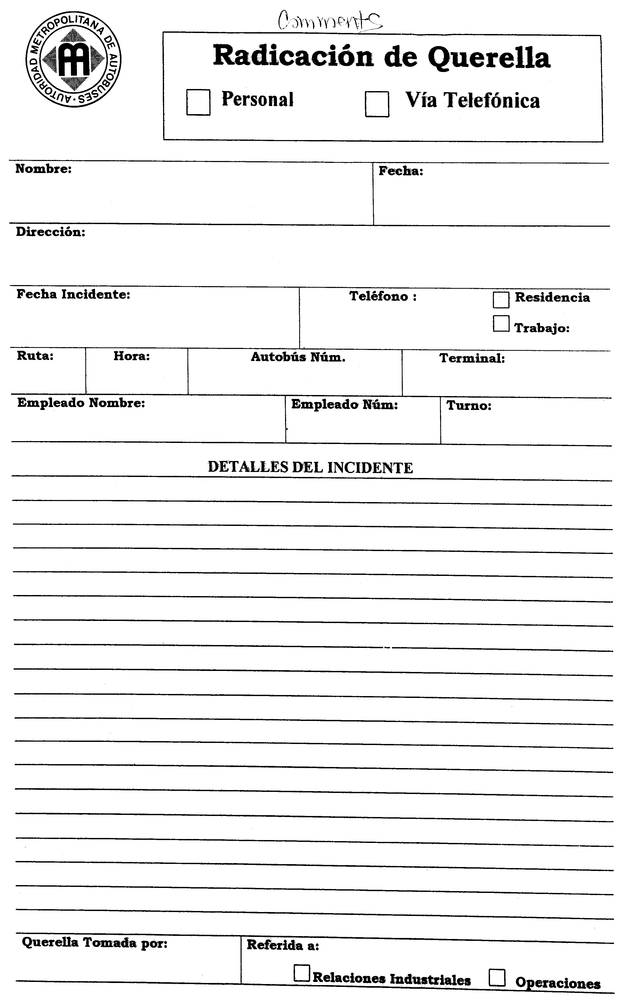 Comments
AUTORIDAD METROPOLITANA DE AUTOBUSES ·
Radicación de Querella
Personal Vía Telefónica
Nombre: Fecha:
Dirección:
Fecha Incidente: Teléfono : Residencia
Trabajo:
Ruta: Hora: Autobús Núm. Terminal:
Empleado Nombre: Empleado Núm: Turno:
DETALLES DEL INCIDENTE
Querella Tomada por: Referida a:
Relaciones Industriales Operaciones